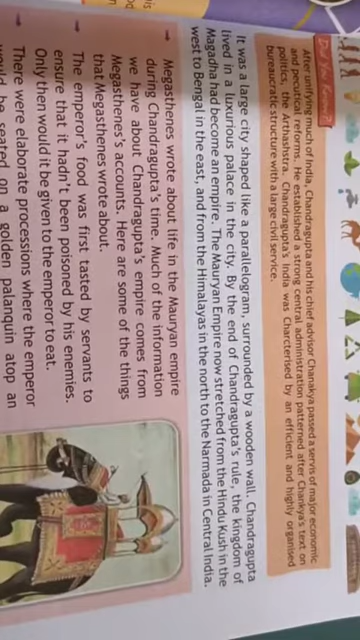 Do You Know?
After unifying much of India, Chandragupta and his chief advisor Chanakya passed a servis of major economic
and pecutirical reforms. He established a strong central administration patterned after Chankya's text on
politics, the Arthashtra. Chandragupta's India was Charcterised by an efficient and highly organised
bureaucratic structure with a large civil service.
It was a large city shaped like a parallelogram, surrounded by a wooden wall. Chandragupta
lived in a luxurious palace in the city. By the end of Chandragupta's rule, the kingdom of
Magadha had become an empire. The Mauryan Empire now stretched from the Hindu Kush in the
west to Bengal in the east, and from the Himalayas in the north to the Narmada in Central India.
Megasthenes wrote about life in the Mauryan empire
during Chandragupta's time. Much of the information
we have about Chandragupta's empire comes from
Megasthenes's accounts. Here are some of the things
that Megasthenes wrote about.
→ The emperor's food was first tasted by servants to
ensure that it hadn't been poisoned by his enemies.
Only then would it be given to the emperor to eat.
→ There were elaborate processions where the emperor
would be seated on a golden palanquin atop an